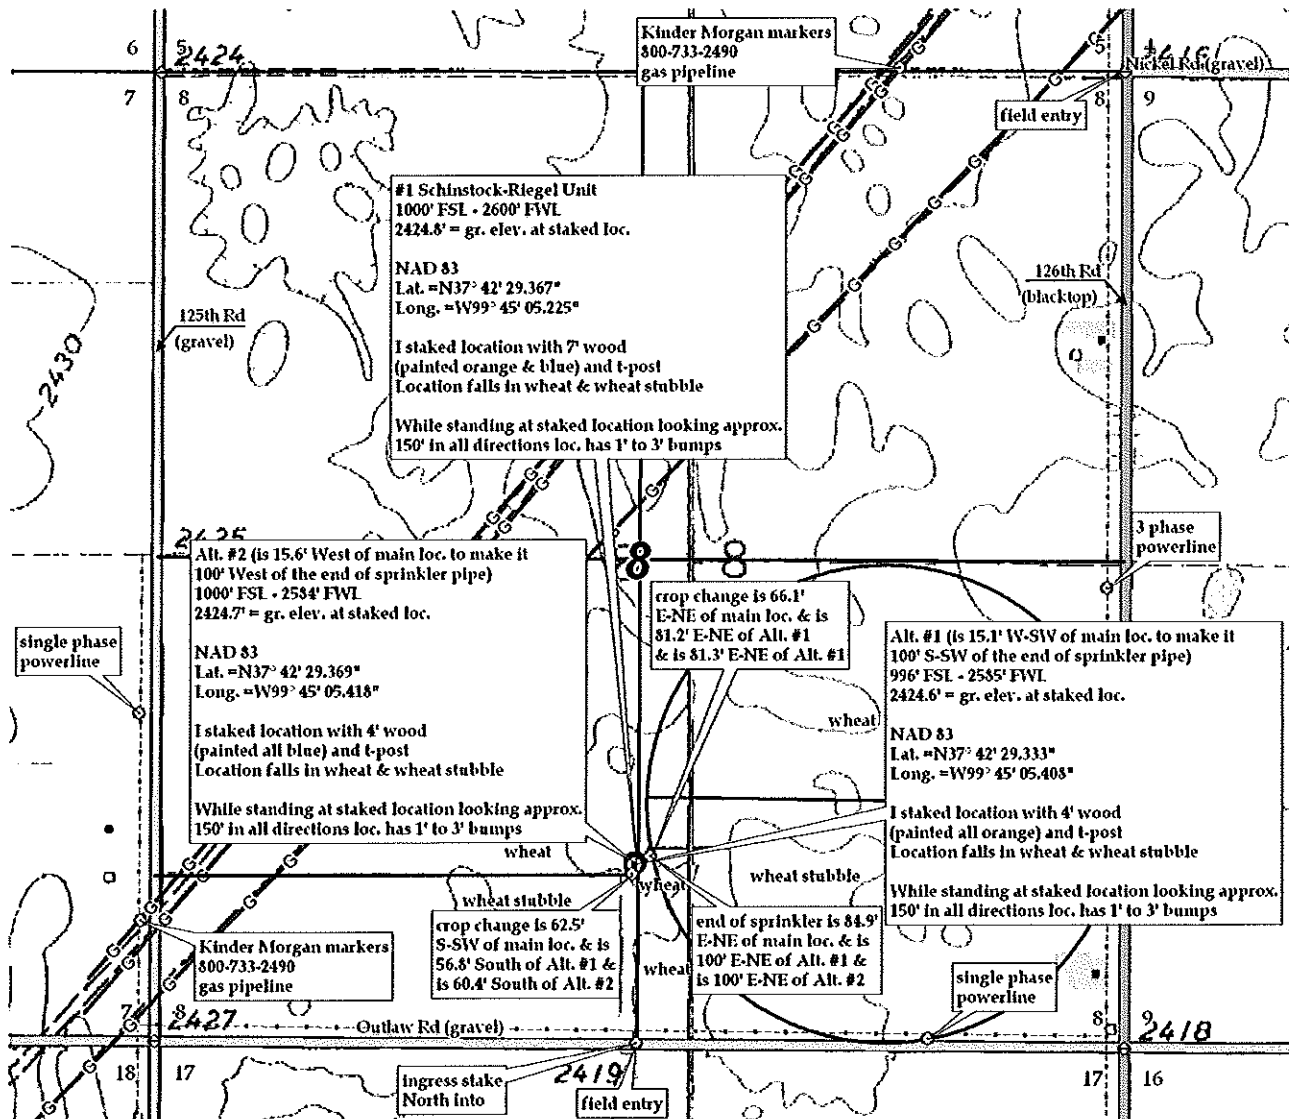 Kinder Morgan markers
800-733-2490
gas pipeline
6
5
2424
7
8
Nickel Rd (gravel)
5
8
9
field entry
#1 Schinstock-Riegel Unit
1000' FSL - 2600' FWL
2424.8' = gr. elev. at staked loc.
NAD 83
Lat. =N37° 42' 29.367"
Long. =W99° 45' 05.225"
I staked location with 7' wood
(painted orange & blue) and t-post
Location falls in wheat & wheat stubble
While standing at staked location looking approx.
150' in all directions loc. has 1' to 3' bumps
125th Rd
(gravel)
2430
126th Rd
(blacktop)
2425
8
8
3 phase
powerline
Alt. #2 (is 15.6' West of main loc. to make it
100' West of the end of sprinkler pipe)
1000' FSL - 2584' FWL
2424.7' = gr. elev. at staked loc.
NAD 83
Lat. =N37° 42' 29.369"
Long. =W99° 45' 05.418"
I staked location with 4' wood
(painted all blue) and t-post
Location falls in wheat & wheat stubble
While standing at staked location looking approx.
150' in all directions loc. has 1' to 3' bumps
crop change is 66.1'
E-NE of main loc. & is
81.2' E-NE of Alt. #1
& is 81.3' E-NE of Alt. #1
single phase
powerline
Alt. #1 (is 15.1' W-SW of main loc. to make it
100' S-SW of the end of sprinkler pipe)
996' FSL - 2585' FWL
2424.6' = gr. elev. at staked loc.
NAD 83
Lat. =N37° 42' 29.333"
Long. =W99° 45' 05.408"
I staked location with 4' wood
(painted all orange) and t-post
Location falls in wheat & wheat stubble
While standing at staked location looking approx.
150' in all directions loc. has 1' to 3' bumps
wheat
wheat
wheat stubble
wheat
wheat stubble
crop change is 62.5'
S-SW of main loc. & is
56.8' South of Alt. #1 &
is 60.4' South of Alt. #2
end of sprinkler is 84.9'
E-NE of main loc. & is
100' E-NE of Alt. #1 &
is 100' E-NE of Alt. #2
wheat
Kinder Morgan markers
800-733-2490
gas pipeline
single phase
powerline
7
8
2427
Outlaw Rd (gravel)
8
9
2418
18
17
ingress stake
North into
2419
field entry
17
16